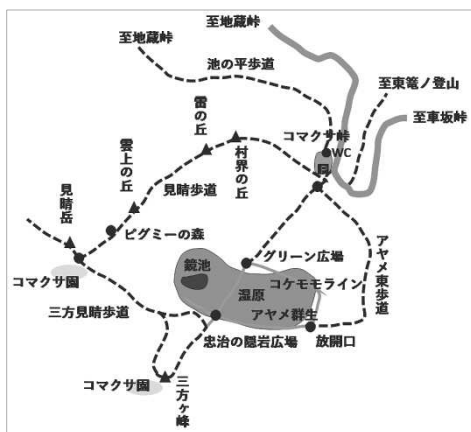 至地蔵峠
至地蔵峠
池の平歩道
至東篭ノ登山
コマクサ峠
至車坂峠
WC
雷の丘
村界の丘
雲上の丘
見晴歩道
見晴岳
ピグミーの森
グリーン広場
アヤメ東歩道
鏡池
コケモモライン
コマクサ園
湿原
三方見晴歩道
アヤメ群生
忠治の隠岩広場
放開口
コマクサ園
三方ヶ峰